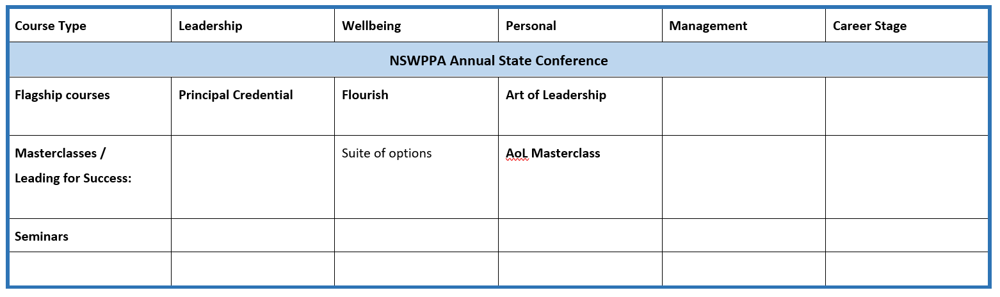 Course Type Leadership Wellbeing Personal Management Career Stage
NSWPPA Annual State Conference
Flagship courses Principal Credential Flourish Art of Leadership
Masterclasses / Suite of options AoL Masterclass
Leading for Success:
Seminars